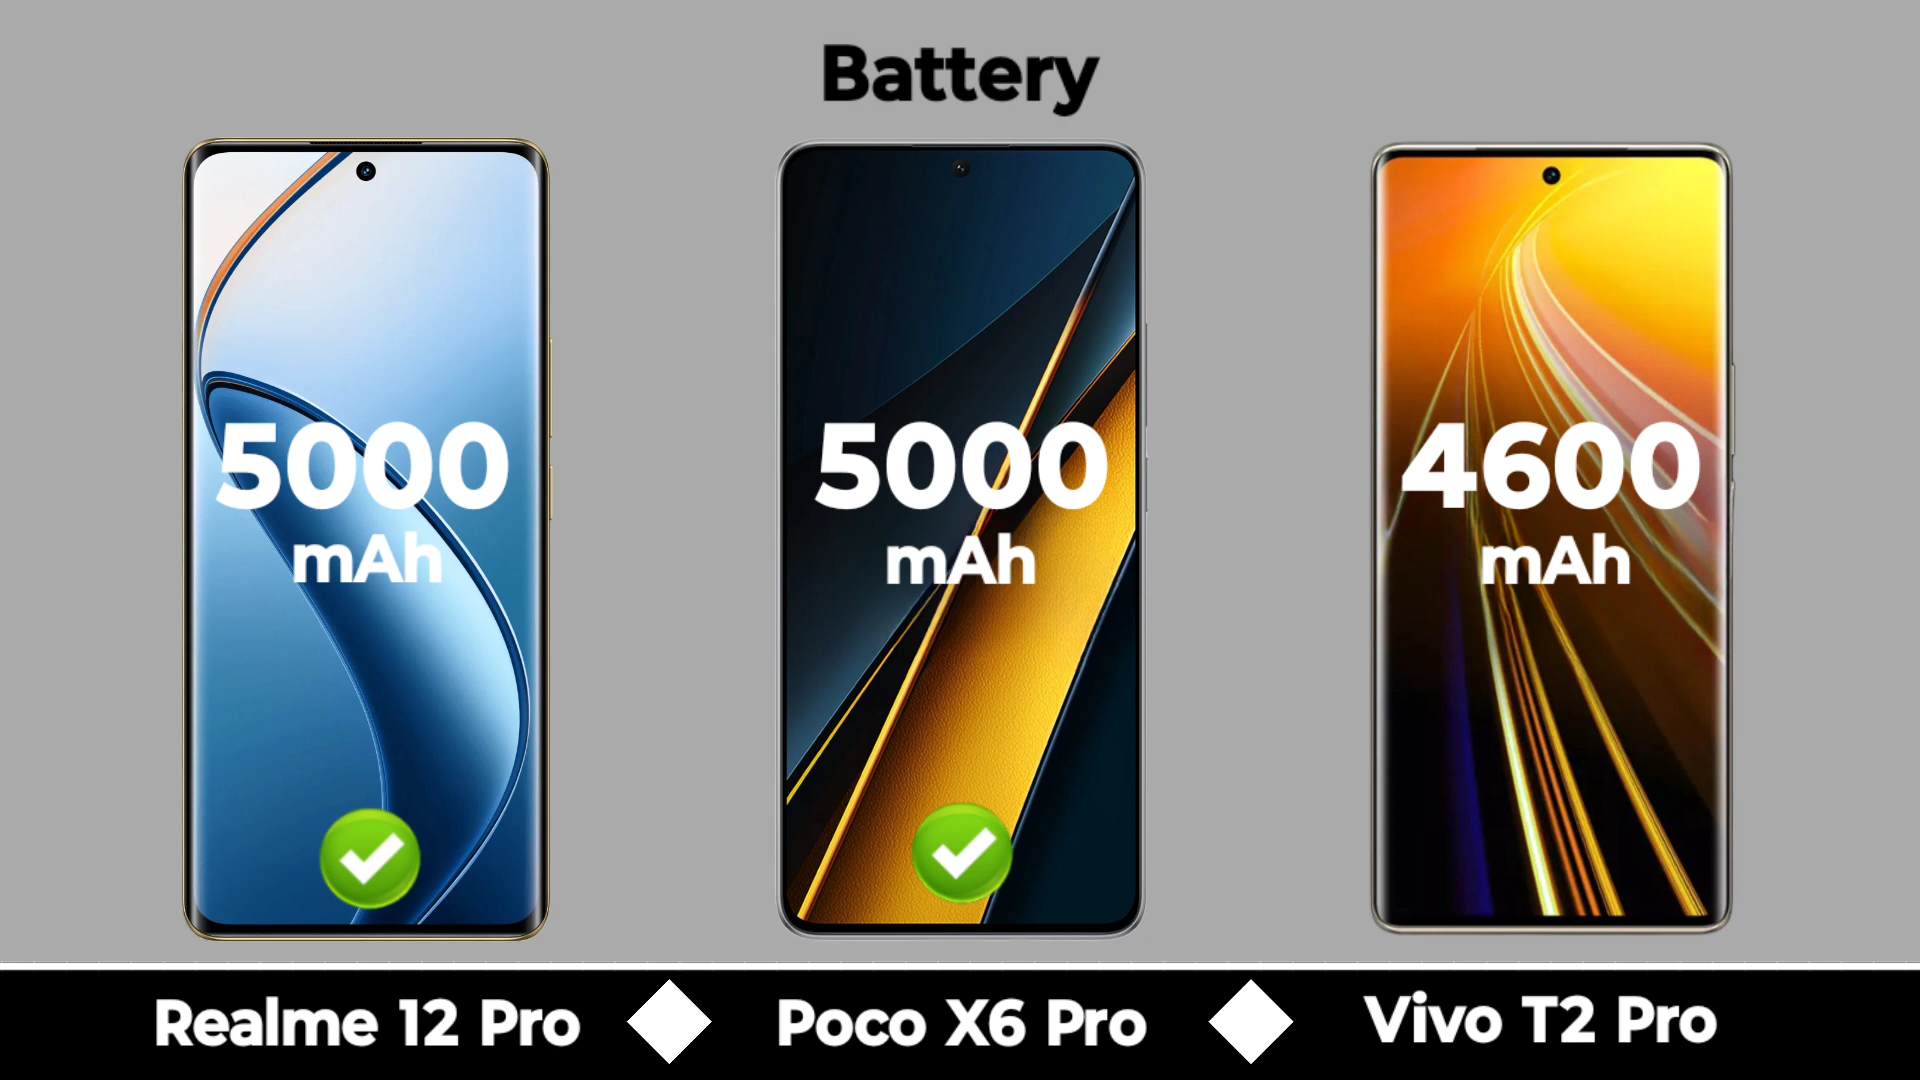 Battery
5000
mAh
5000
mAh
4600
mAh
Realme 12 Pro
Poco X6 Pro
Vivo T2 Pro